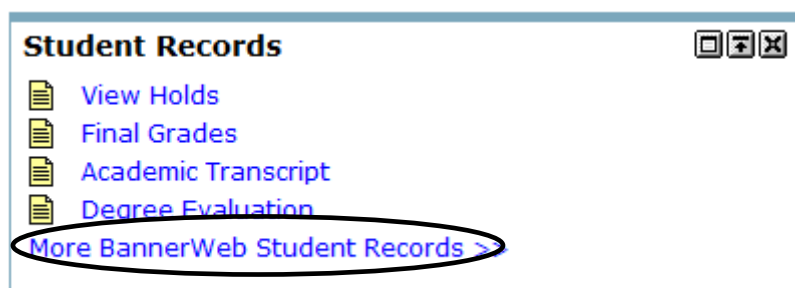 Student Records
View Holds
Final Grades
Academic Transcript
Degree Evaluation
More BannerWeb Student Records >>